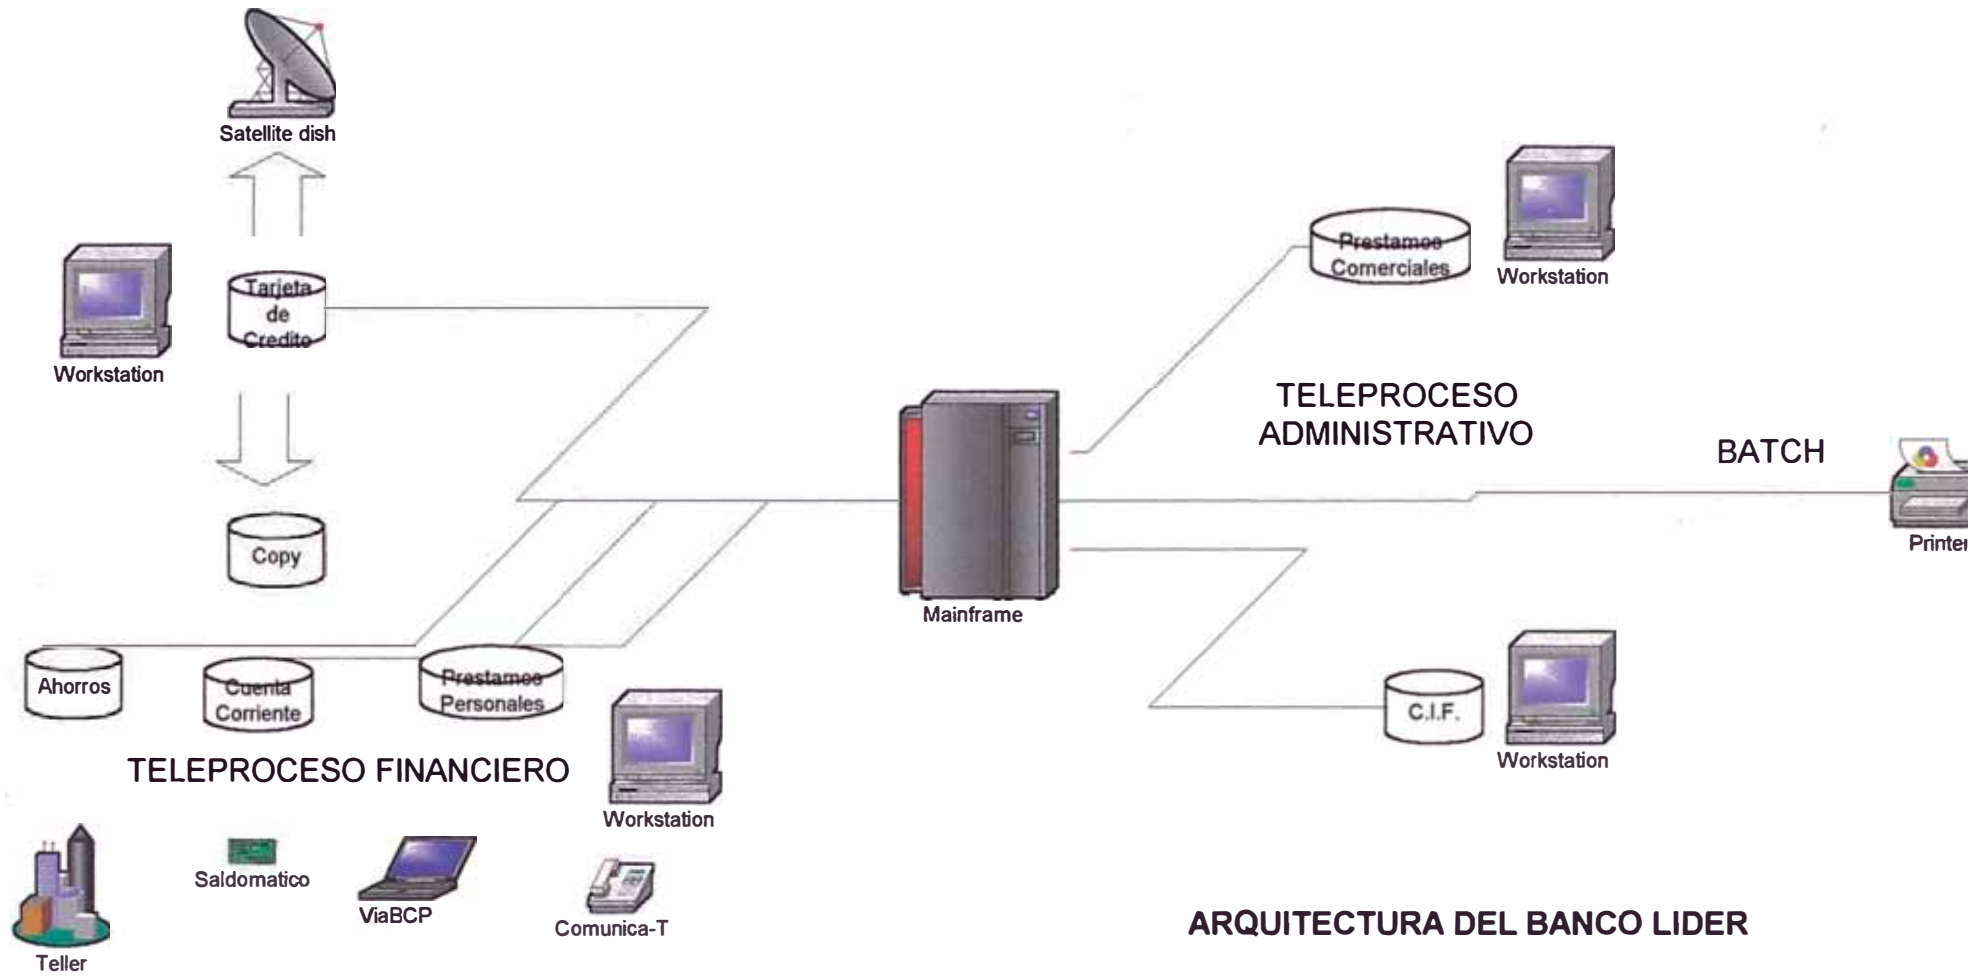 Satellite dish
Workstation
Tarjeta
de
Credito
Copy
Ahorros
Cuenta
Corriente
Prestamos
Personales
TELEPROCESO FINANCIERO
Workstation
Teller
Saldomatico
ViaBCP
Comunica-T
Mainframe
Prestamos
Comerciales
Workstation
TELEPROCESO
ADMINISTRATIVO
BATCH
Printer
C.I.F.
Workstation
ARQUITECTURA DEL BANCO LIDER